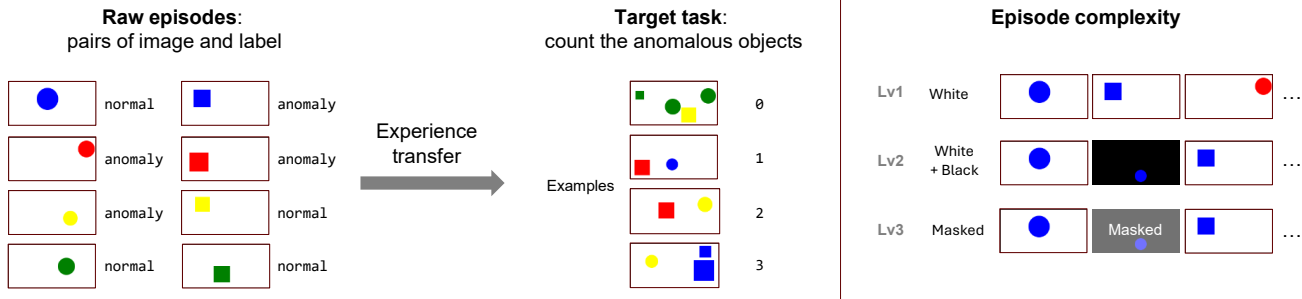 Raw episodes:
pairs of image and label
normal
anomaly
anomaly
anomaly
anomaly
normal
normal
normal
Experience
transfer
Target task:
count the anomalous objects
Examples
0
1
2
3
Episode complexity
Lv1 White ...
Lv2 White
+ Black ...
Lv3 Masked Masked ...